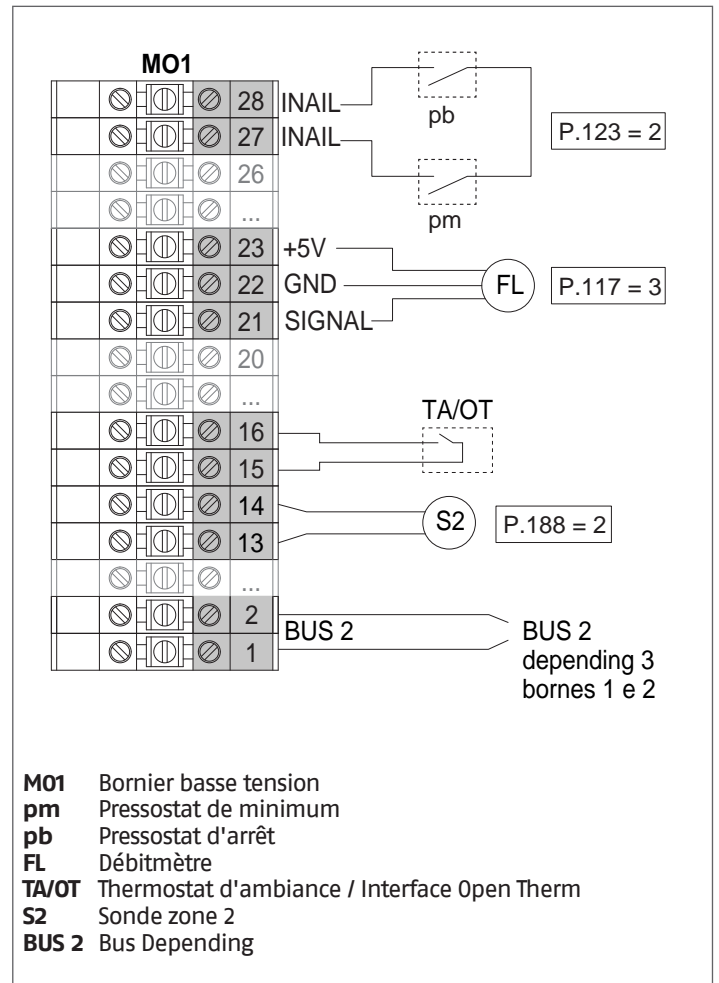 MO1
28 INAIL
27 INAIL
pb
P.123 = 2
26
...
pm
23 +5V
22 GND
FL
P.117 = 3
21 SIGNAL
20
...
TA/OT
16
15
14
S2
P.188 = 2
13
...
2
BUS 2
1
BUS 2
depending 3
bornes 1 e 2
M01 Bornier basse tension
pm Pressostat de minimum
pb Pressostat d'arrêt
FL Débitmètre
TA/OT Thermostat d'ambiance / Interface Open Therm
S2 Sonde zone 2
BUS 2 Bus Depending